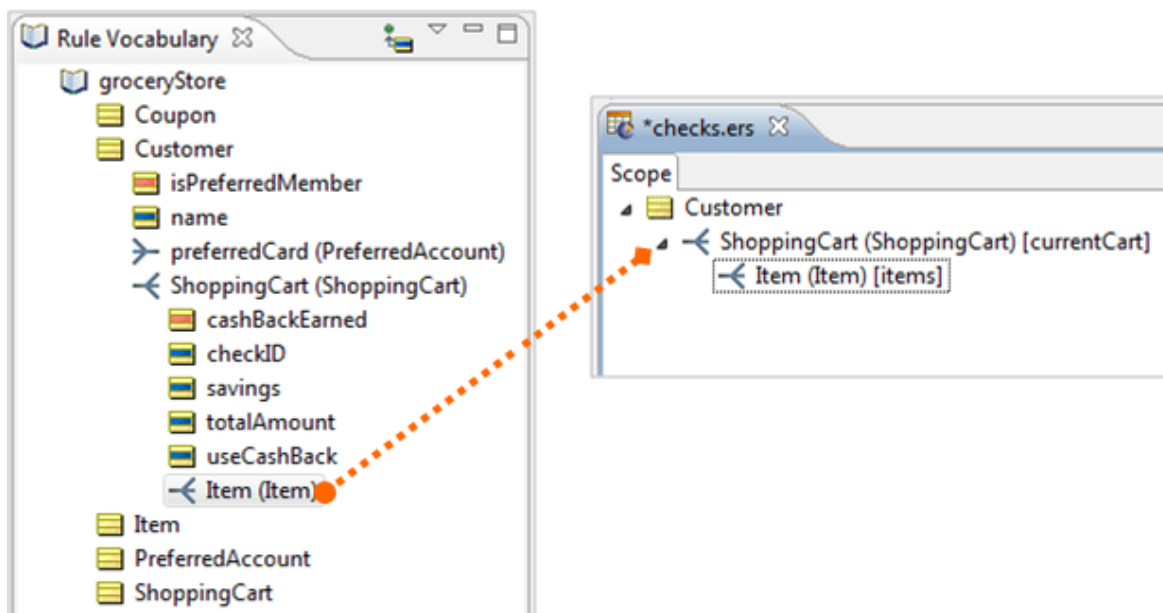 Rule Vocabulary
groceryStore
Coupon
Customer
isPreferredMember
name
preferredCard (PreferredAccount)
ShoppingCart (ShoppingCart)
cashBackEarned
checkID
savings
totalAmount
useCashBack
Item (Item)
Item
PreferredAccount
ShoppingCart
*checks.ers
Scope
Customer
ShoppingCart (ShoppingCart) [currentCart]
Item (Item) [items]